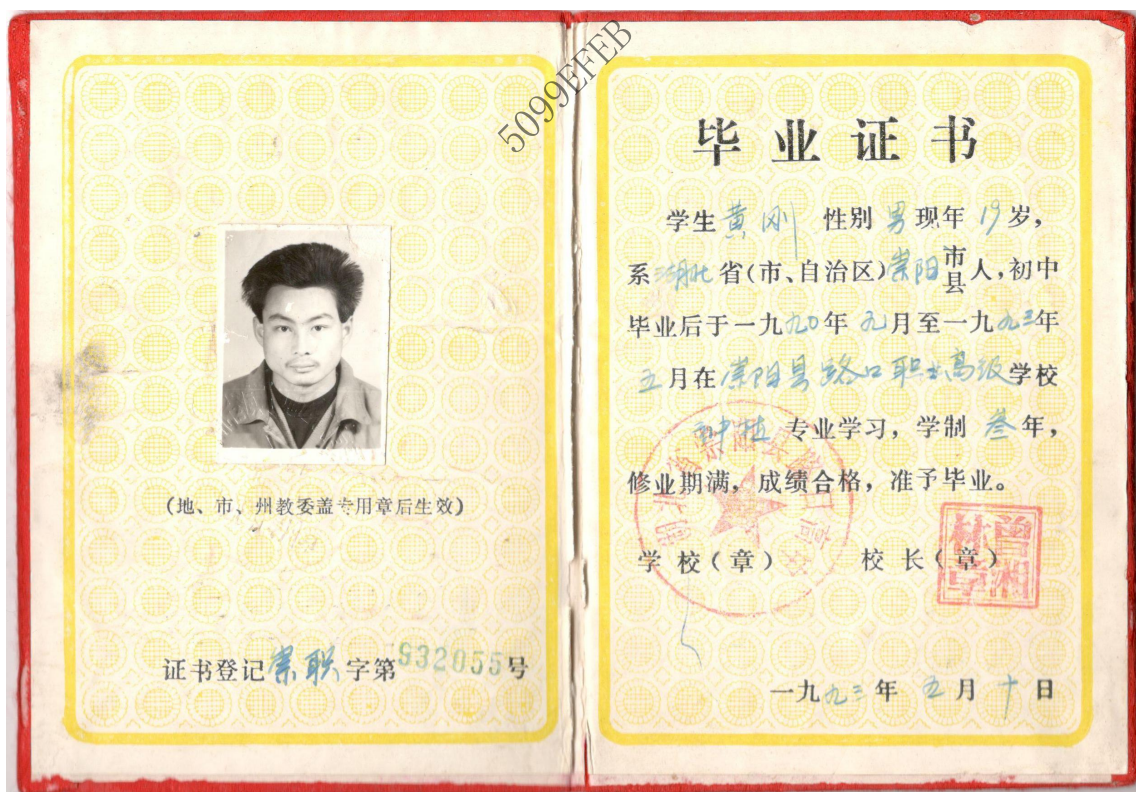 5099EFEB
(地、市、州教委盖专用章后生效)
证书登记崇职字第932055号
毕业证书
学生黄刚 性别男现年19岁,
系湖北省(市、自治区)崇阳市县人,初中
毕业后于一九九〇年九月至一九九三年
五月在崇阳县路口职业高级学校
种植专业学习,学制叁年,
修业期满,成绩合格,准予毕业。
学校(章) 校长(章)
曾湘林
一九九三年五月十日